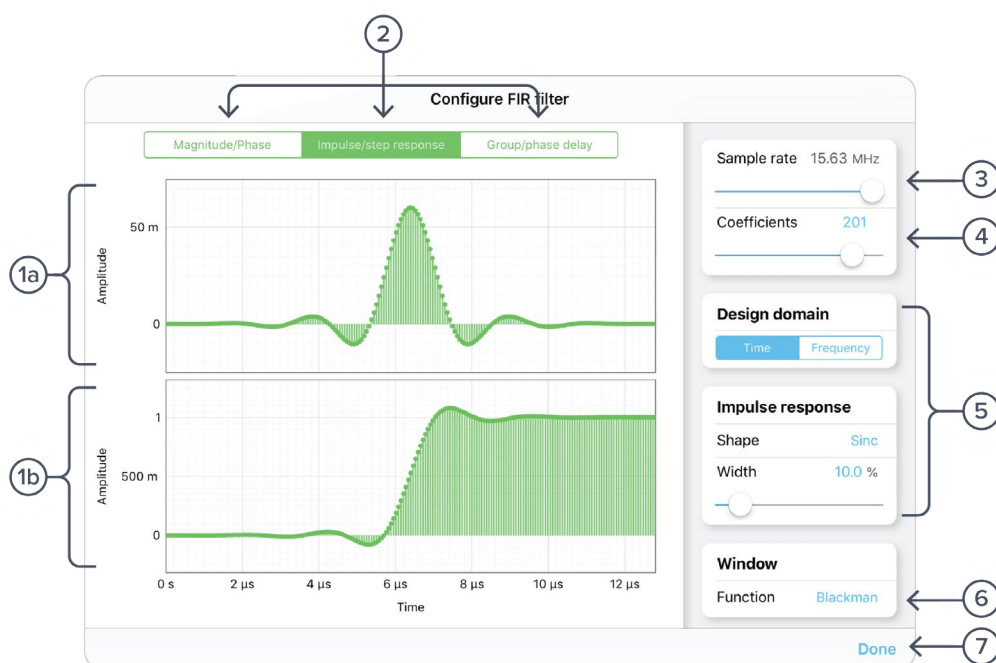 2
Configure FIR filter
Magnitude/Phase
Impulse/step response
Group/phase delay
1a
Amplitude
50 m
0
1b
Amplitude
1
500 m
0
0 s
2 µs
4 µs
6 µs
8 µs
10 µs
12 µs
Time
Sample rate 15.63 MHz
3
Coefficients 201
4
Design domain
Time
Frequency
5
Impulse response
Shape Sinc
Width 10.0 %
Window
Function Blackman
6
Done
7